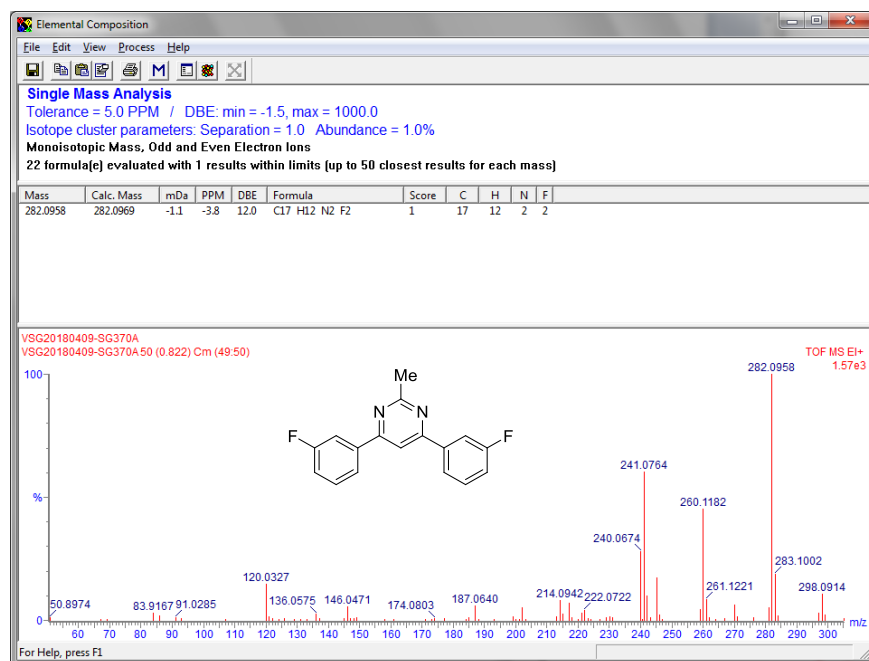 Elemental Composition
File Edit View Process Help
M
Single Mass Analysis
Tolerance = 5.0 PPM / DBE: min = -1.5, max = 1000.0
Isotope cluster parameters: Separation = 1.0 Abundance = 1.0%
Monoisotopic Mass, Odd and Even Electron Ions
22 formula(e) evaluated with 1 results within limits (up to 50 closest results for each mass)
Mass Calc. Mass mDa PPM DBE Formula Score C H N F
282.0958 282.0969 -1.1 -3.8 12.0 C17 H12 N2 F2 1 17 12 2 2
VSG20180409-SG370A
VSG20180409-SG370A 50 (0.822) Cm (49:50)
TOF MS EI+
1.57e3
100
%
0
Me
N N
F F
282.0958
241.0764
260.1182
240.0674
283.1002
120.0327
261.1221
298.0914
50.8974
83.9167
91.0285
136.0575
146.0471
174.0803
187.0640
214.0942
222.0722
m/z
60 70 80 90 100 110 120 130 140 150 160 170 180 190 200 210 220 230 240 250 260 270 280 290 300
For Help, press F1